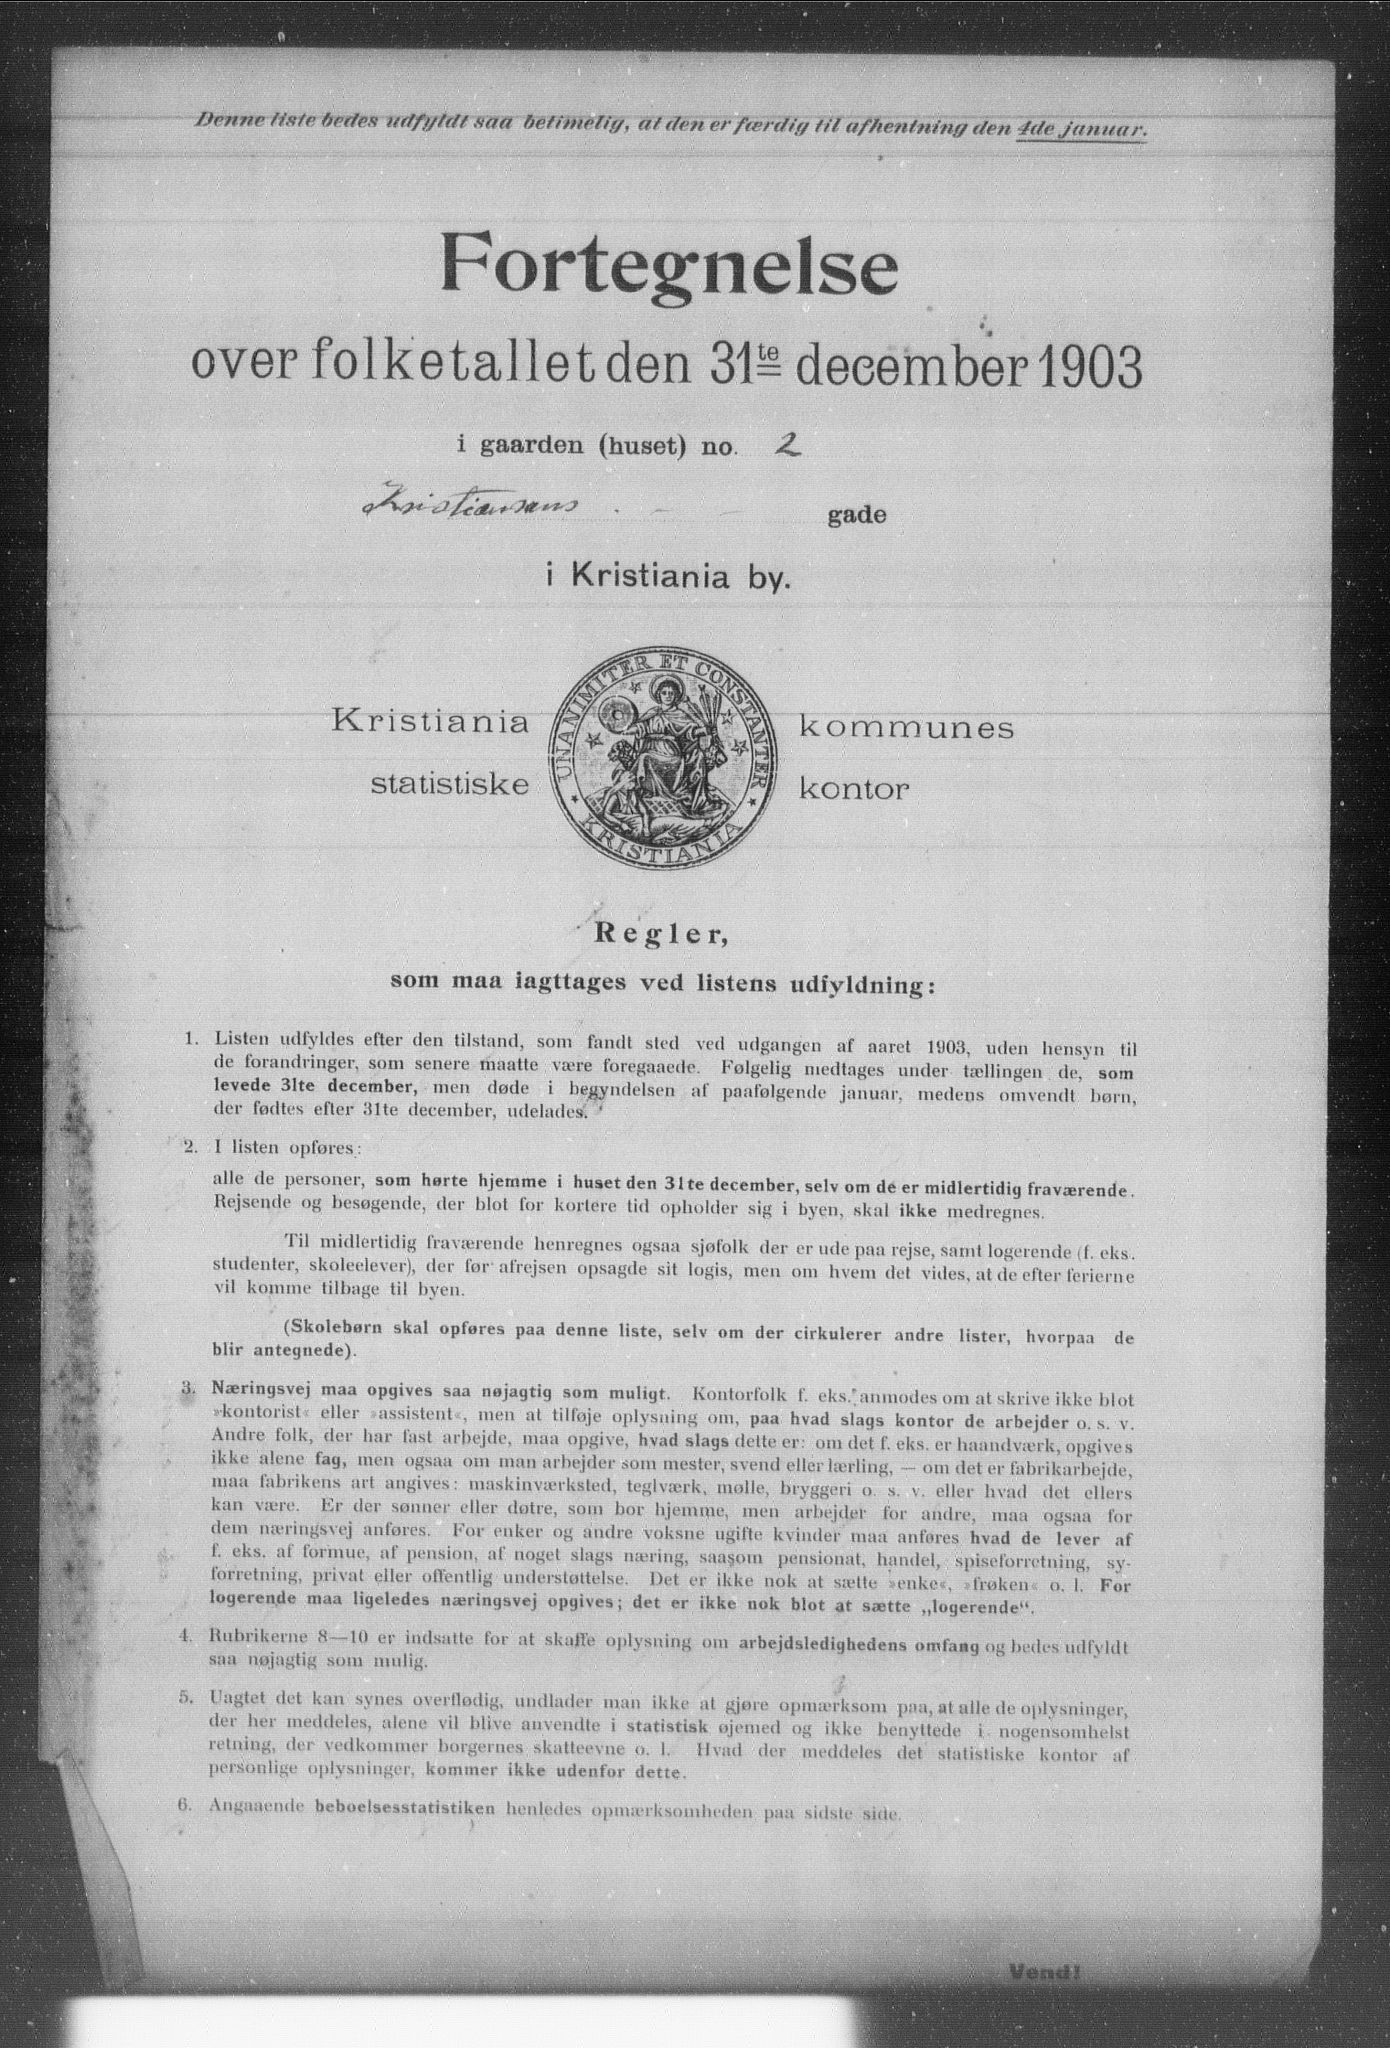 Denne liste bedes udfyldt saa betimelig, at den er færdig til afhentning den 4de januar.
Fortegnelse
over folketallet den 31te december 1903
i gaarden (huset) no. 2
Kristiansans gade
i Kristiania by.
UNANIMITER ET CONSTANTER
KRISTIANIA
Kristiania kommunes
statistiske kontor
Regler,
som maa iagttages ved listens udfyldning:
1. Listen udfyldes efter den tilstand, som fandt sted ved udgangen af aaret 1903, uden hensyn til
de forandringer, som senere maatte være foregaaede. Følgelig medtages under tællingen de, som
levede 31te december, men døde i begyndelsen af paafølgende januar, medens omvendt børn,
der fødtes efter 31te december, udelades.
2. I listen opføres:
alle de personer, som hørte hjemme i huset den 31te december, selv om de er midlertidig fraværende.
Rejsende og besøgende, der blot for kortere tid opholder sig i byen, skal ikke medregnes.
Til midlertidig fraværende henregnes ogsaa sjøfolk der er ude paa rejse, samt logerende (f. eks.
studenter, skoleelever), der før afrejsen opsagde sit logis, men om hvem det vides, at de efter ferierne
vil komme tilbage til byen.
(Skolebørn skal opføres paa denne liste, selv om der cirkulerer andre lister, hvorpaa de
blir antegnede).
3. Næringsvej maa opgives saa nøjagtig som muligt. Kontorfolk f. eks. anmodes om at skrive ikke blot
»kontorist« eller »assistent«, men at tilføje oplysning om, paa hvad slags kontor de arbejder o. s. v.
Andre folk, der har fast arbejde, maa opgive, hvad slags dette er: om det f. eks. er haandværk, opgives
ikke alene fag, men ogsaa om man arbejder som mester, svend eller lærling, — om det er fabrikarbejde,
maa fabrikens art angives: maskinværksted, teglværk, mølle, bryggeri o. s. v. eller hvad det ellers
kan være. Er der sønner eller døtre, som bor hjemme, men arbejder for andre, maa ogsaa for
dem næringsvej anføres. For enker og andre voksne ugifte kvinder maa anføres hvad de lever af
f. eks. af formue, af pension, af noget slags næring, saasom pensionat, handel, spiseforretning, sy-
forretning, privat eller offentlig understøttelse. Det er ikke nok at sætte »enke«, »frøken« o. l. For
logerende maa ligeledes næringsvej opgives; det er ikke nok blot at sætte „logerende“.
4. Rubrikerne 8—10 er indsatte for at skaffe oplysning om arbejdsledighedens omfang og bedes udfyldt
saa nøjagtig som mulig.
5. Uagtet det kan synes overflødig, undlader man ikke at gjøre opmærksom paa, at alle de oplysninger,
der her meddeles, alene vil blive anvendte i statistisk øjemed og ikke benyttede i nogensomhelst
retning, der vedkommer borgernes skatteevne o. l. Hvad der meddeles det statistiske kontor af
personlige oplysninger, kommer ikke udenfor dette.
6. Angaaende beboelsesstatistiken henledes opmærksomheden paa sidste side.
Vend!